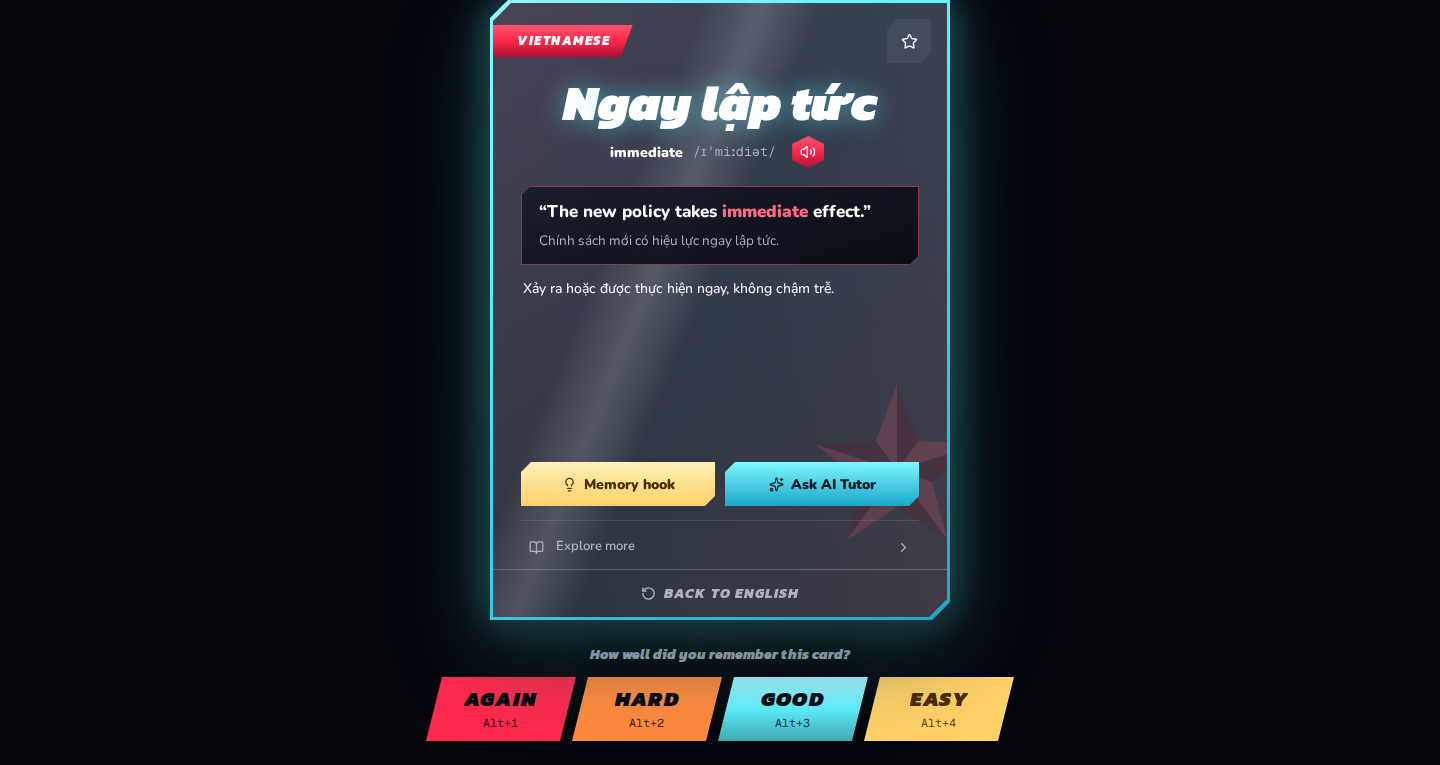 VIETNAMESE
Ngay lập tức
immediate /ɪˈmiːdiət/
“The new policy takes immediate effect.”
Chính sách mới có hiệu lực ngay lập tức.
Xảy ra hoặc được thực hiện ngay, không chậm trễ.
Memory hook
Ask AI Tutor
Explore more
BACK TO ENGLISH
How well did you remember this card?
AGAIN HARD GOOD EASY
Alt+1 Alt+2 Alt+3 Alt+4